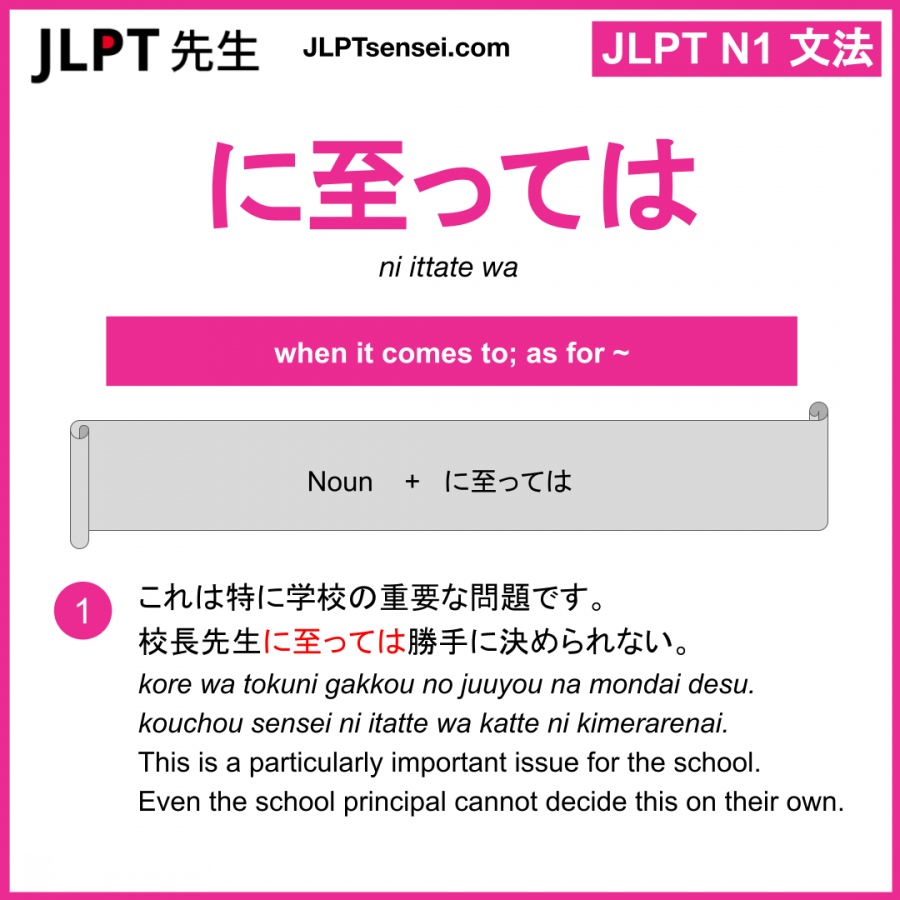 JLPT 先生
JLPTsensei.com
JLPT N1 文法
に至っては
ni ittate wa
when it comes to; as for ~
Noun + に至っては
1
これは特に学校の重要な問題です。
校長先生に至っては勝手に決められない。
kore wa tokuni gakkou no juuyou na mondai desu.
kouchou sensei ni itatte wa katte ni kimerarenai.
This is a particularly important issue for the school.
Even the school principal cannot decide this on their own.